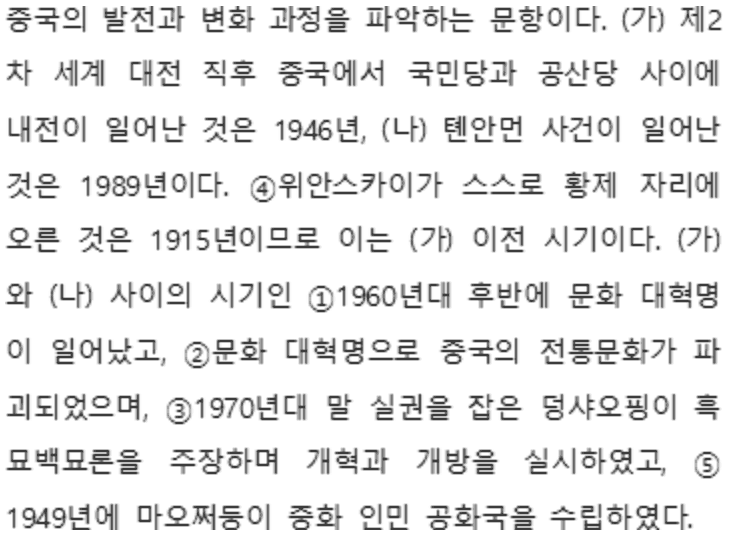 중국의 발전과 변화 과정을 파악하는 문항이다. (가) 제2
차 세계 대전 직후 중국에서 국민당과 공산당 사이에
내전이 일어난 것은 1946년, (나) 톈안먼 사건이 일어난
것은 1989년이다. ④위안스카이가 스스로 황제 자리에
오른 것은 1915년이므로 이는 (가) 이전 시기이다. (가)
와 (나) 사이의 시기인 ①1960년대 후반에 문화 대혁명
이 일어났고, ②문화 대혁명으로 중국의 전통문화가 파
괴되었으며, ③1970년대 말 실권을 잡은 덩샤오핑이 흑
묘백묘론을 주장하며 개혁과 개방을 실시하였고, ⑤
1949년에 마오쩌둥이 중화 인민 공화국을 수립하였다.